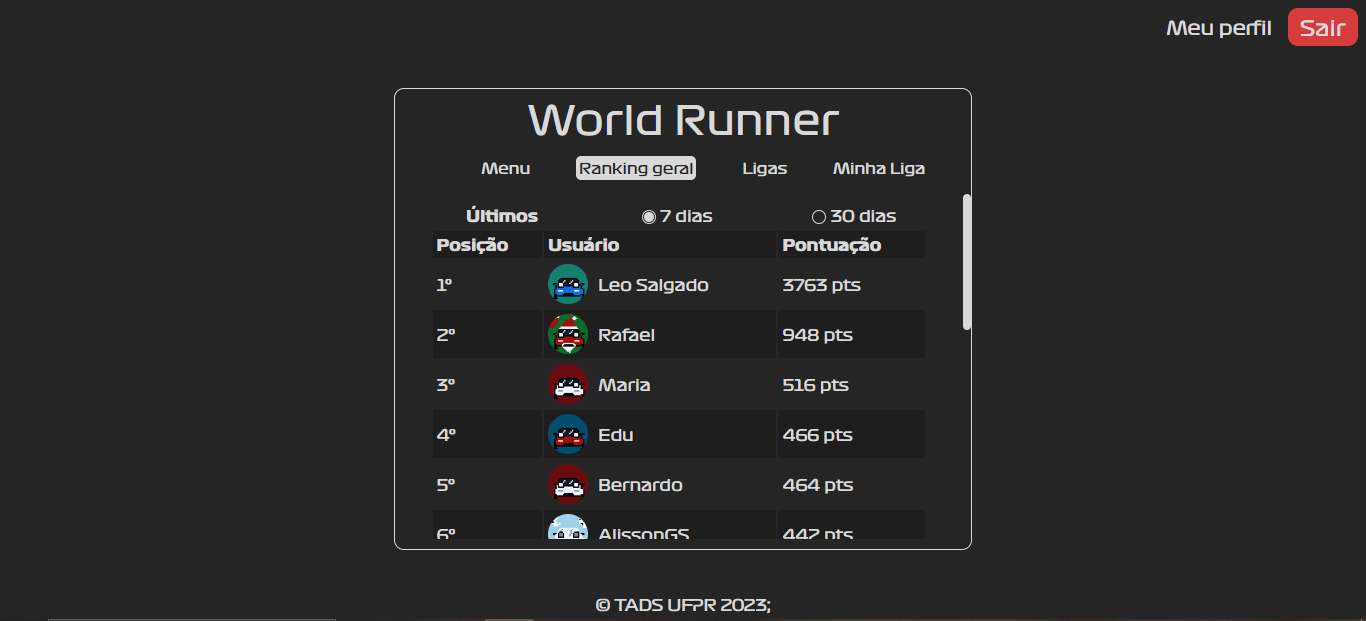 Meu perfil Sair
World Runner
Menu Ranking geral Ligas Minha Liga
Últimos 7 dias 30 dias
Posição Usuário Pontuação
1º Leo Salgado 3763 pts
2º Rafael 948 pts
3º Maria 516 pts
4º Edu 466 pts
5º Bernardo 464 pts
6º AlissonGS 442 pts
© TADS UFPR 2023;